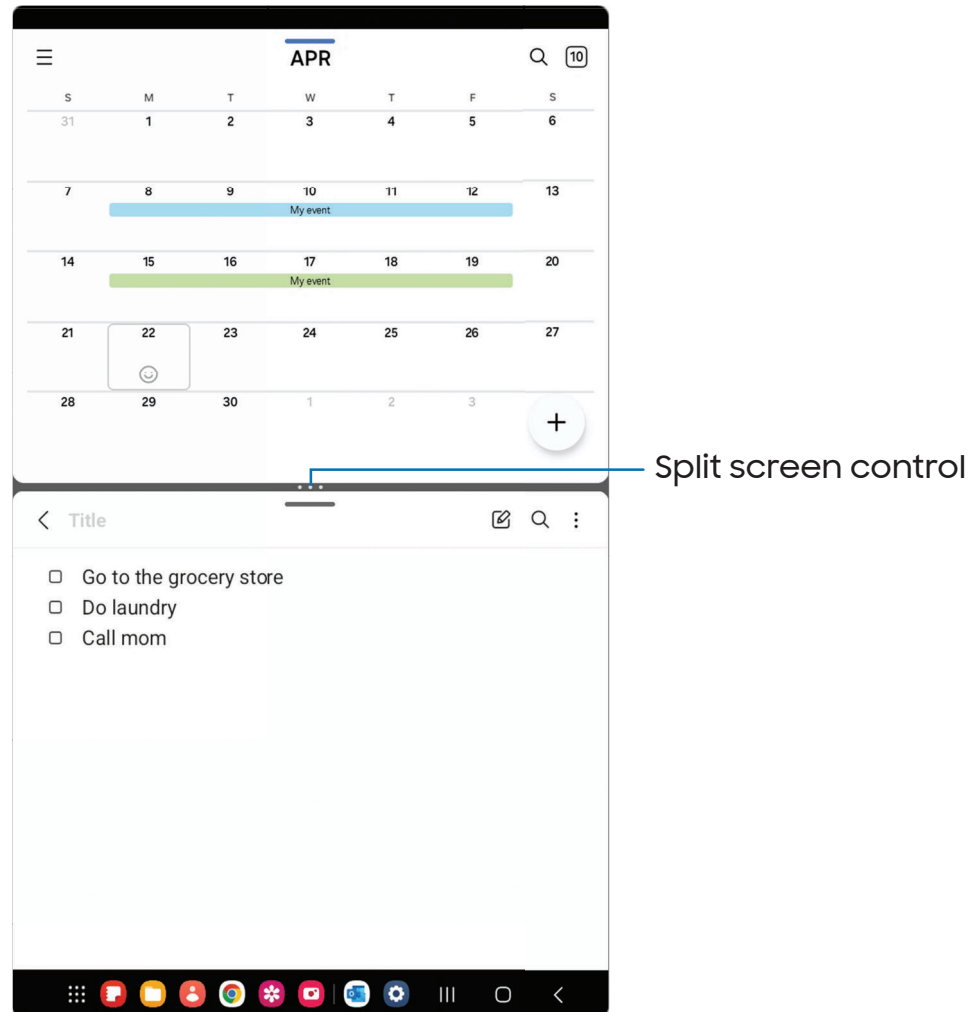 APR
10
S M T W T F S
31 1 2 3 4 5 6
7 8 9 10 11 12 13
My event
14 15 16 17 18 19 20
My event
21 22 23 24 25 26 27
28 29 30 1 2 3
Split screen control
Title
Go to the grocery store
Do laundry
Call mom